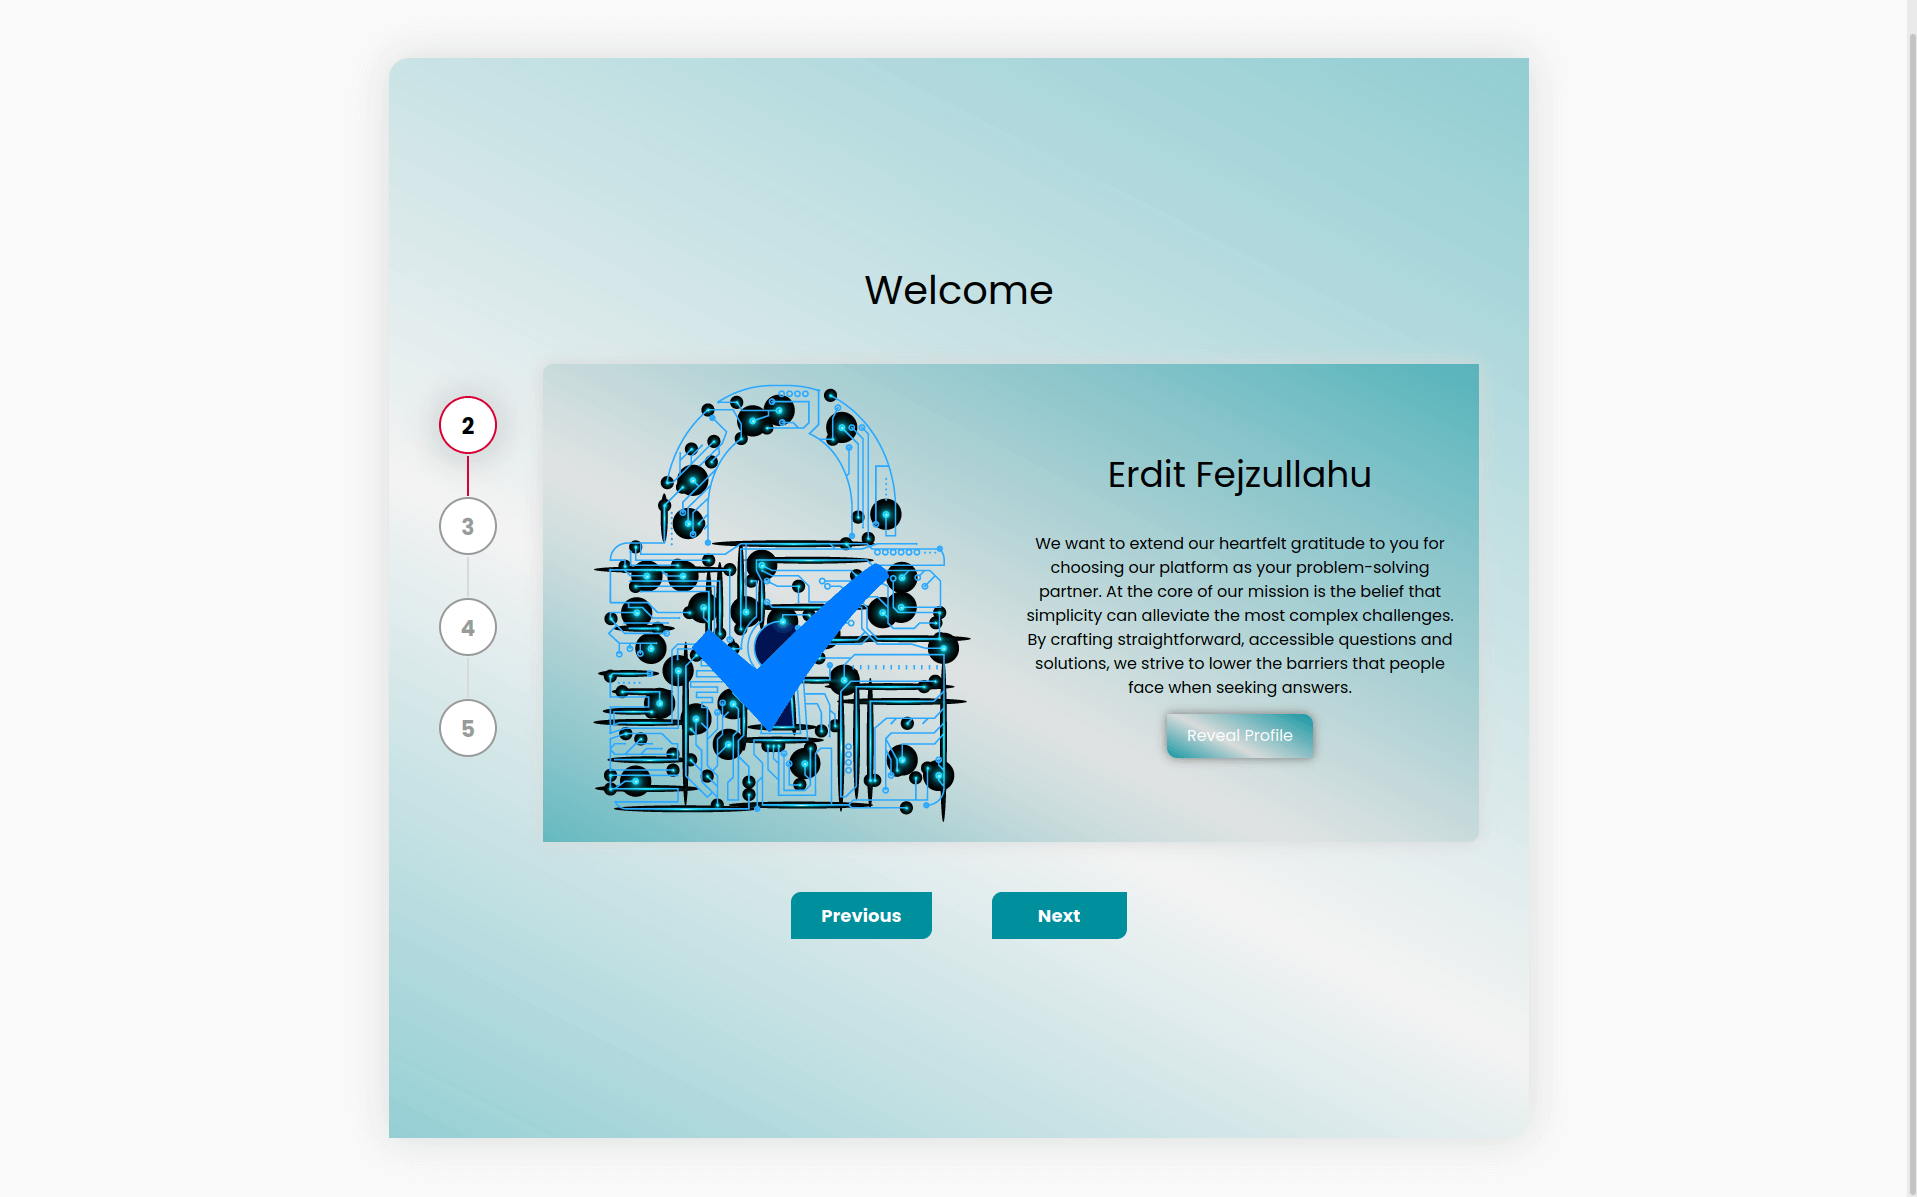 Welcome
2
3
4
5
Erdit Fejzullahu
We want to extend our heartfelt gratitude to you for
choosing our platform as your problem-solving
partner. At the core of our mission is the belief that
simplicity can alleviate the most complex challenges.
By crafting straightforward, accessible questions and
solutions, we strive to lower the barriers that people
face when seeking answers.
Reveal Profile
Previous
Next